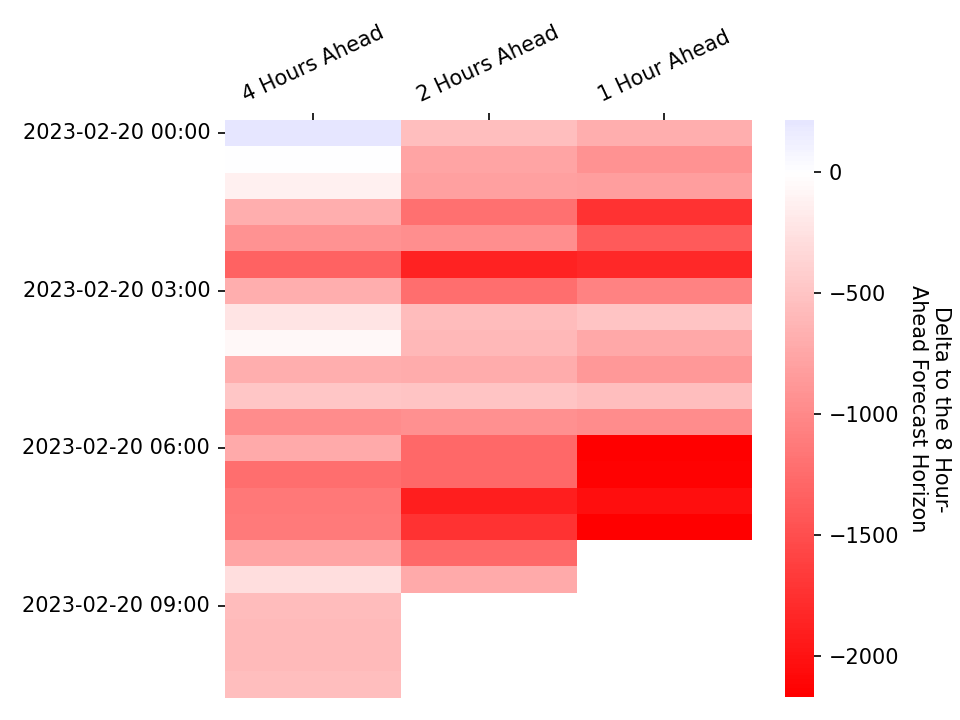 4 Hours Ahead
2 Hours Ahead
1 Hour Ahead
2023-02-20 00:00
2023-02-20 03:00
2023-02-20 06:00
2023-02-20 09:00
0
−500
−1000
−1500
−2000
Delta to the 8 Hour-
Ahead Forecast Horizon